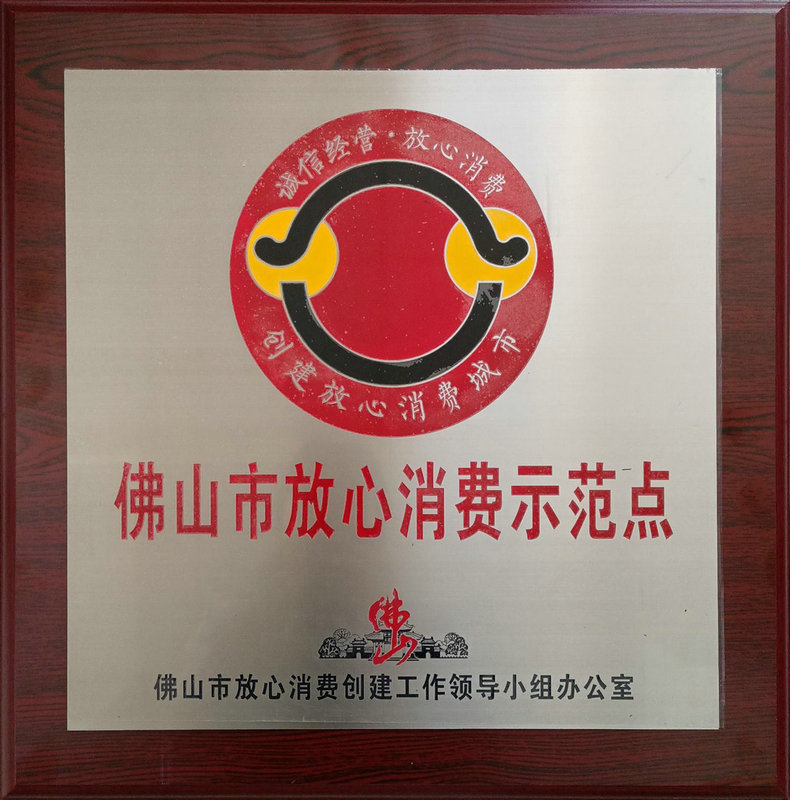 诚信经营·放心消费
创建放心消费城市
佛山市放心消费示范点
佛山
佛山市放心消费创建工作领导小组办公室